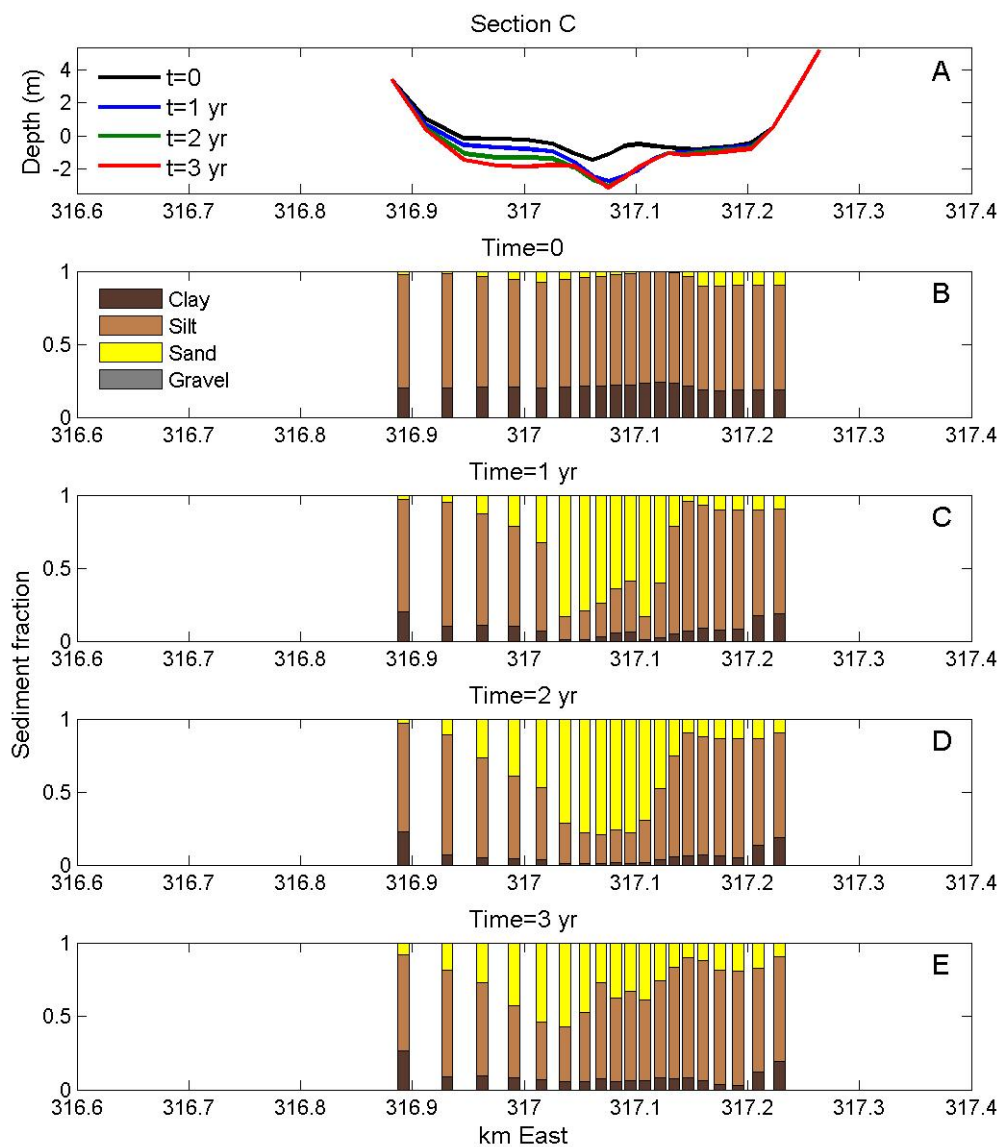 Section C
A
Depth (m)
4
2
0
-2
t=0
t=1 yr
t=2 yr
t=3 yr
316.6 316.7 316.8 316.9 317 317.1 317.2 317.3 317.4
Time=0
B
1
0.5
0
Clay
Silt
Sand
Gravel
316.6 316.7 316.8 316.9 317 317.1 317.2 317.3 317.4
Time=1 yr
C
1
0.5
0
316.6 316.7 316.8 316.9 317 317.1 317.2 317.3 317.4
Sediment fraction
Time=2 yr
D
1
0.5
0
316.6 316.7 316.8 316.9 317 317.1 317.2 317.3 317.4
Time=3 yr
E
1
0.5
0
316.6 316.7 316.8 316.9 317 317.1 317.2 317.3 317.4
km East